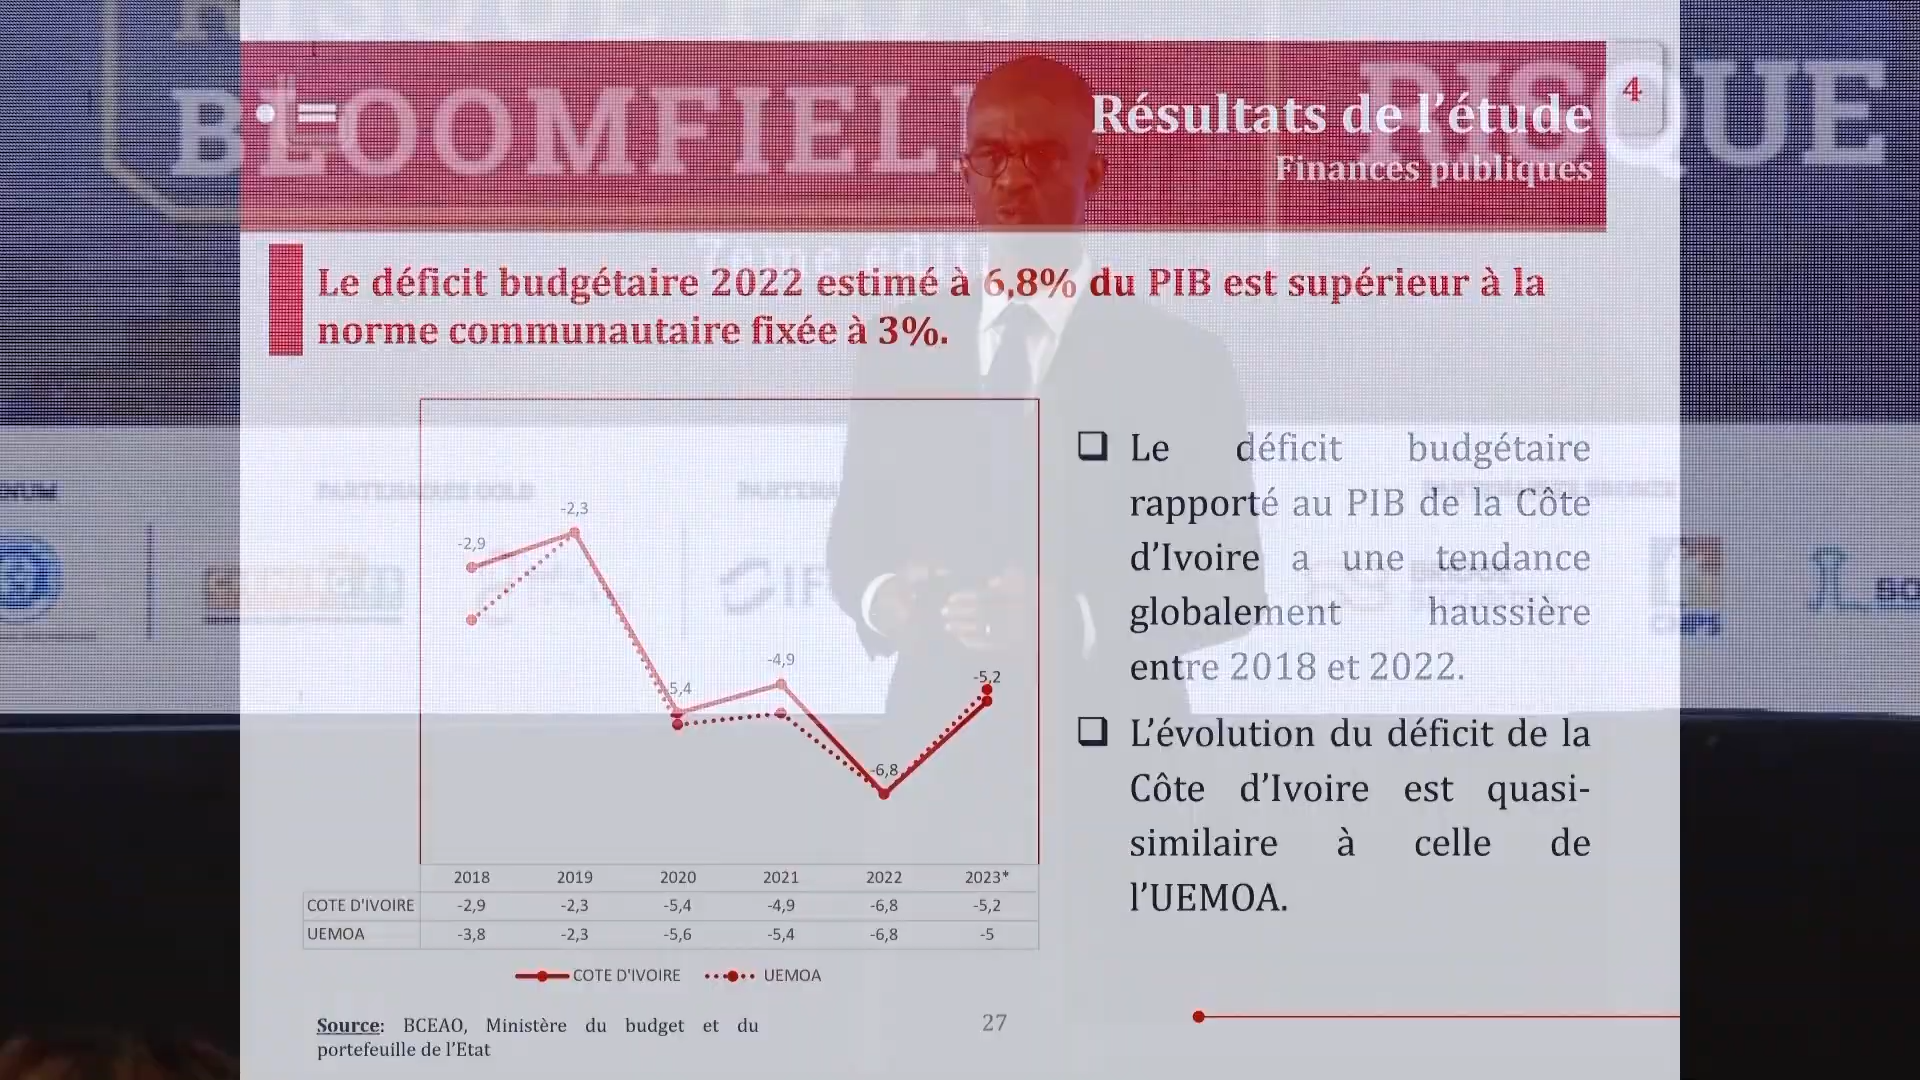 BLOOMFIELD
RISQUE
Résultats de l'étude
4
Finances publiques
7ème édit
Le déficit budgétaire 2022 estimé à 6,8% du PIB est supérieur à la
norme communautaire fixée à 3%.
PARTENAIRES GOLD
-2,9
-2,3
-5,4
-4,9
-6,8
-5,2
2018 2019 2020 2021 2022 2023*
COTE D'IVOIRE -2,9 -2,3 -5,4 -4,9 -6,8 -5,2
UEMOA -3,8 -2,3 -5,6 -5,4 -6,8 -5
COTE D'IVOIRE UEMOA
❑ Le déficit budgétaire
rapporté au PIB de la Côte
d'Ivoire a une tendance
globalement haussière
entre 2018 et 2022.
❑ L'évolution du déficit de la
Côte d'Ivoire est quasi-
similaire à celle de
l'UEMOA.
Source: BCEAO, Ministère du budget et du
portefeuille de l'Etat
27